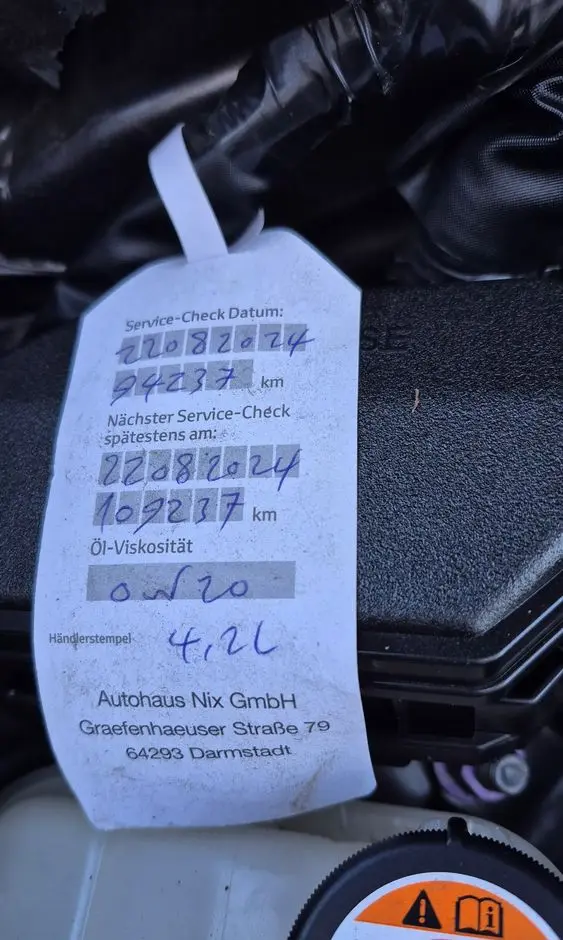 Service-Check Datum:
22082024
94237 km
Nächster Service-Check
spätestens am:
22082024
109237 km
Öl-Viskosität
0W20
Händlerstempel 4,2L
Autohaus Nix GmbH
Graefenhaeuser Straße 79
64293 Darmstadt